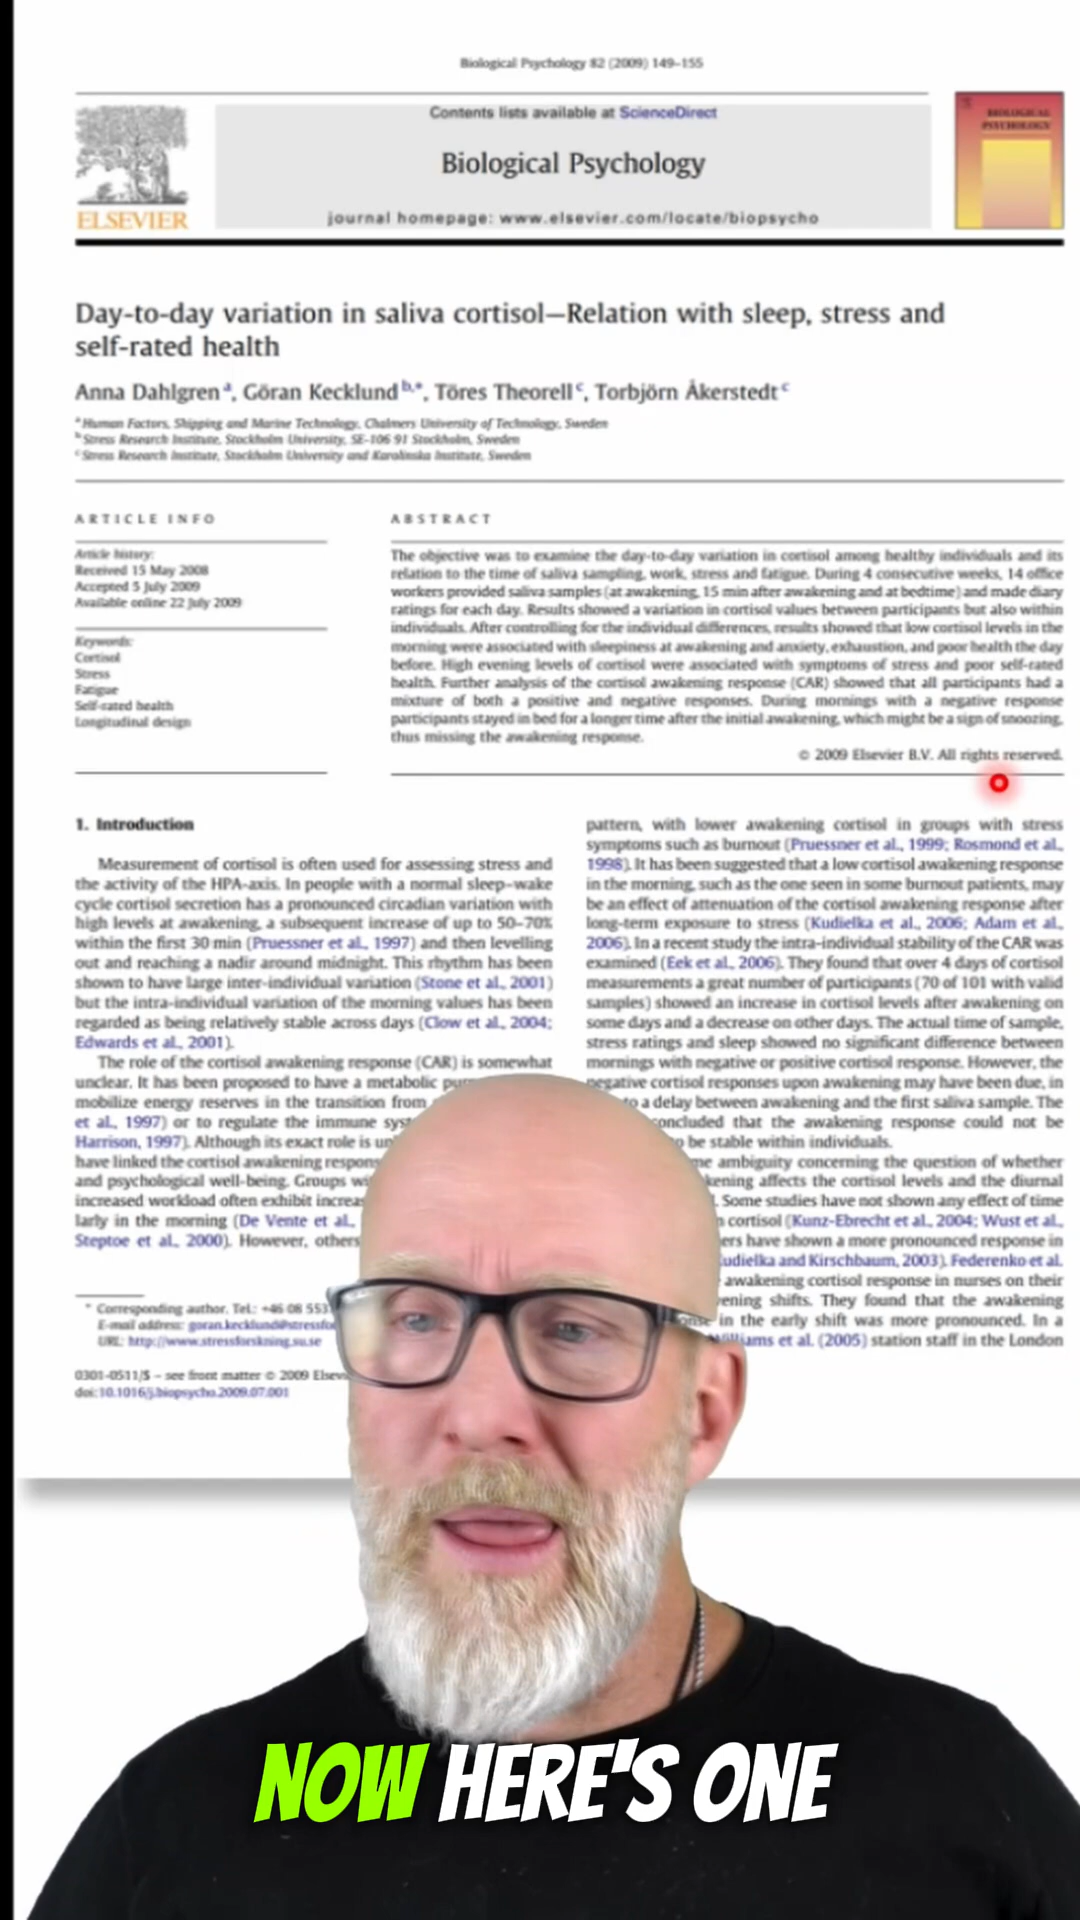 Biological Psychology 82 (2009) 149–155
Contents lists available at ScienceDirect
Biological Psychology
journal homepage: www.elsevier.com/locate/biopsycho
ELSEVIER
BIOLOGICAL
PSYCHOLOGY
Day-to-day variation in saliva cortisol—Relation with sleep, stress and
self-rated health
Anna Dahlgren a, Göran Kecklund b,*, Töres Theorell c, Torbjörn Åkerstedt c
a Human Factors, Shipping and Marine Technology, Chalmers University of Technology, Sweden
b Stress Research Institute, Stockholm University, SE-106 91 Stockholm, Sweden
c Stress Research Institute, Stockholm University and Karolinska Institute, Sweden
ARTICLE INFO
Article history:
Received 15 May 2008
Accepted 5 July 2009
Available online 22 July 2009
Keywords:
Cortisol
Stress
Fatigue
Self-rated health
Longitudinal design
ABSTRACT
The objective was to examine the day-to-day variation in cortisol among healthy individuals and its
relation to the time of saliva sampling, work, stress and fatigue. During 4 consecutive weeks, 14 office
workers provided saliva samples (at awakening, 15 min after awakening and at bedtime) and made diary
ratings for each day. Results showed a variation in cortisol values between participants but also within
individuals. After controlling for the individual differences, results showed that low cortisol levels in the
morning were associated with sleepiness at awakening and anxiety, exhaustion, and poor health the day
before. High evening levels of cortisol were associated with symptoms of stress and poor self-rated
health. Further analysis of the cortisol awakening response (CAR) showed that all participants had a
mixture of both a positive and negative responses. During mornings with a negative response
participants stayed in bed for a longer time after the initial awakening, which might be a sign of snoozing,
thus missing the awakening response.
© 2009 Elsevier B.V. All rights reserved.
1. Introduction
Measurement of cortisol is often used for assessing stress and
the activity of the HPA-axis. In people with a normal sleep–wake
cycle cortisol secretion has a pronounced circadian variation with
high levels at awakening, a subsequent increase of up to 50–70%
within the first 30 min (Pruessner et al., 1997) and then levelling
out and reaching a nadir around midnight. This rhythm has been
shown to have large inter-individual variation (Stone et al., 2001)
but the intra-individual variation of the morning values has been
regarded as being relatively stable across days (Clow et al., 2004;
Edwards et al., 2001).
The role of the cortisol awakening response (CAR) is somewhat
unclear. It has been proposed to have a metabolic
mobilize energy reserves in the transition from
et al., 1997) or to regulate the immune
Harrison, 1997). Although its exact role is
have linked the cortisol awakening
and psychological well-being. Groups
increased workload often exhibit
larly in the morning (De Vente et al.,
Steptoe et al., 2000). However, others
* Corresponding author. Tel.: +46 08 553
E-mail address:
URL: http://www.stressforskning.su.se
0301-0511/$ – see front matter © 2009
doi:10.1016/j.biopsycho.2009.07.001
pattern, with lower awakening cortisol in groups with stress
symptoms such as burnout (Pruessner et al., 1999; Rosmond et al.,
1998). It has been suggested that a low cortisol awakening response
in the morning, such as the one seen in some burnout patients, may
be an effect of attenuation of the cortisol awakening response after
long-term exposure to stress (Kudielka et al., 2006; Adam et al.,
2006). In a recent study the intra-individual stability of the CAR was
examined (Eek et al., 2006). They found that over 4 days of cortisol
measurements a great number of participants (70 of 101 with valid
samples) showed an increase in cortisol levels after awakening on
some days and a decrease on other days. The actual time of sample,
stress ratings and sleep showed no significant difference between
mornings with negative or positive cortisol response. However, the
negative cortisol responses upon awakening may have been due, in
to a delay between awakening and the first saliva sample. The
concluded that the awakening response could not be
be stable within individuals.
ambiguity concerning the question of whether
affects the cortisol levels and the diurnal
Some studies have not shown any effect of time
cortisol (Kunz-Ebrecht et al., 2004; Wust et al.,
have shown a more pronounced response in
and Kirschbaum, 2003). Federenko et al.
awakening cortisol response in nurses on their
shifts. They found that the awakening
in the early shift was more pronounced. In a
Williams et al. (2005) station staff in the London
NOW HERE'S ONE